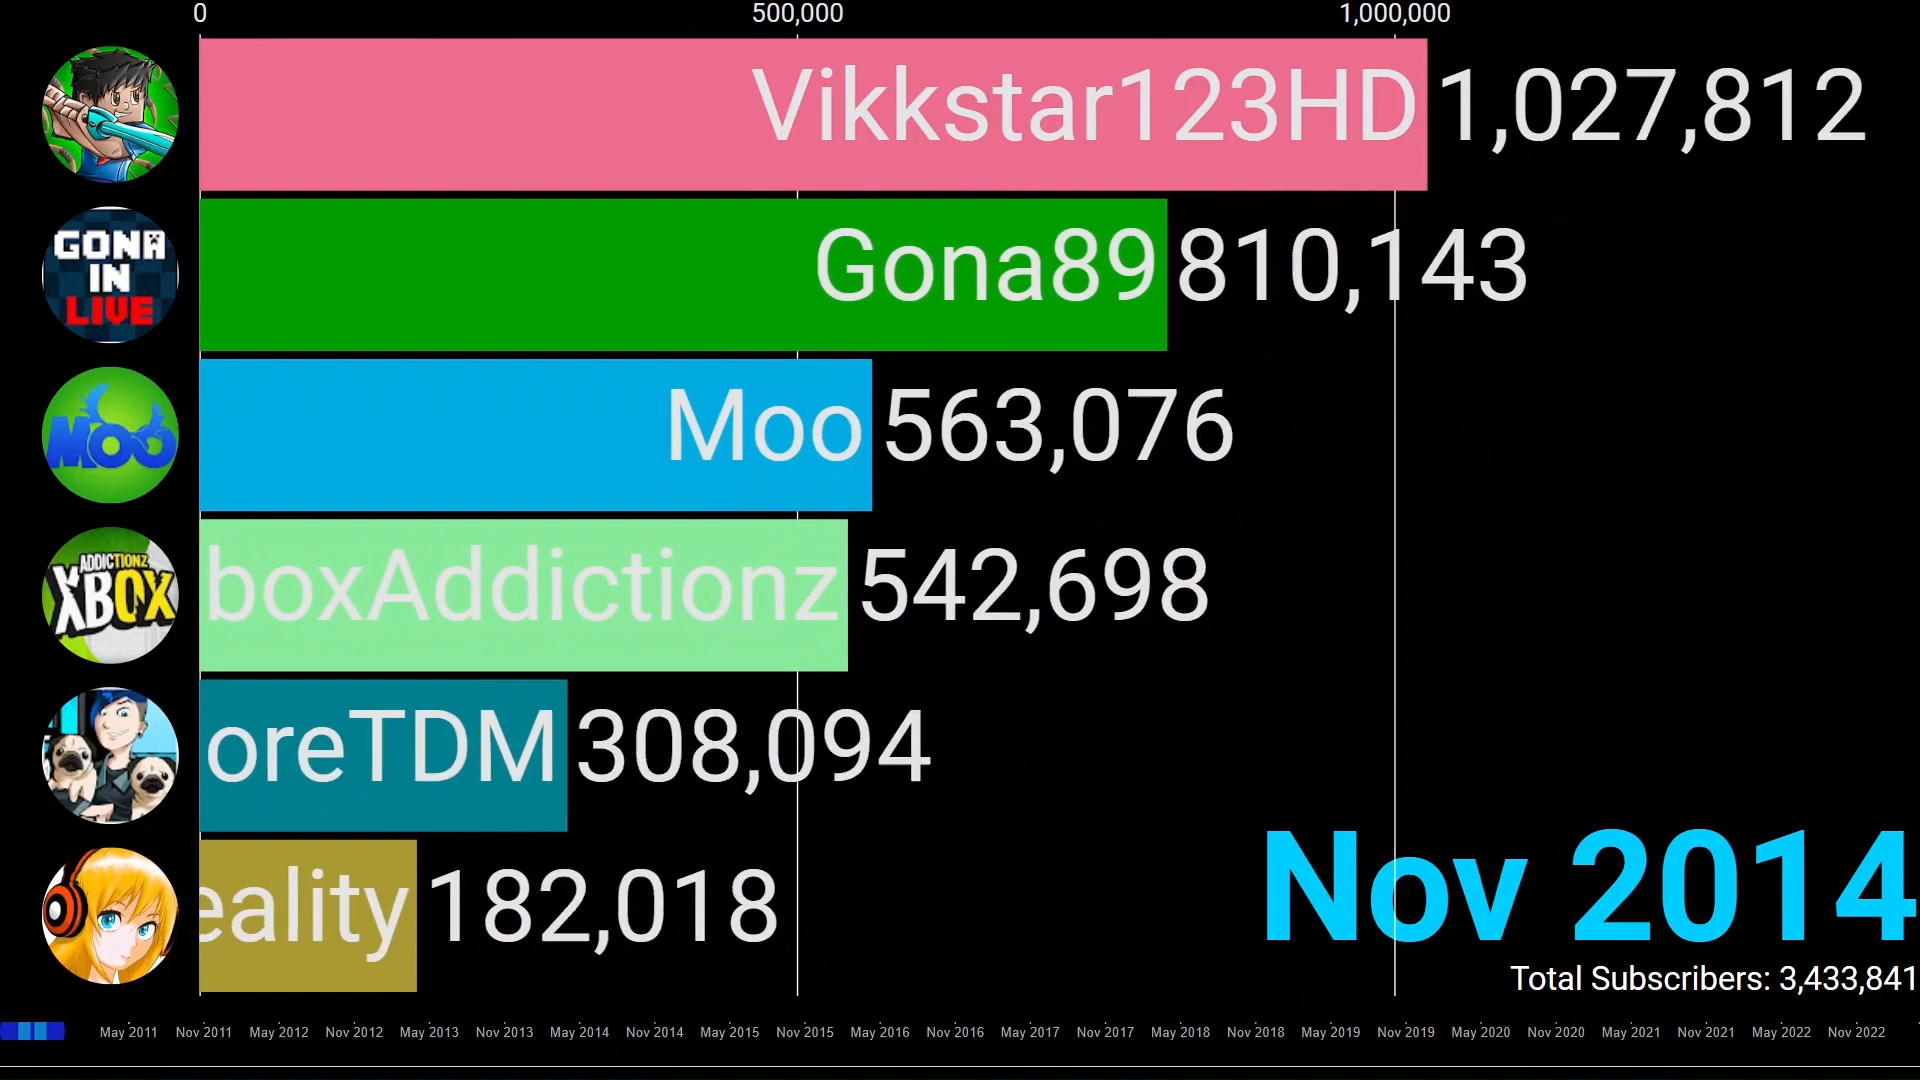 0 500,000 1,000,000
Vikkstar123HD 1,027,812
GONA
IN
LIVE
Gona89 810,143
MOO
Moo 563,076
ADDICTIONZ
XBOX
boxAddictionz 542,698
oreTDM 308,094
eality 182,018
Nov 2014
Total Subscribers: 3,433,841
May 2011 Nov 2011 May 2012 Nov 2012 May 2013 Nov 2013 May 2014 Nov 2014 May 2015 Nov 2015 May 2016 Nov 2016 May 2017 Nov 2017 May 2018 Nov 2018 May 2019 Nov 2019 May 2020 Nov 2020 May 2021 Nov 2021 May 2022 Nov 2022